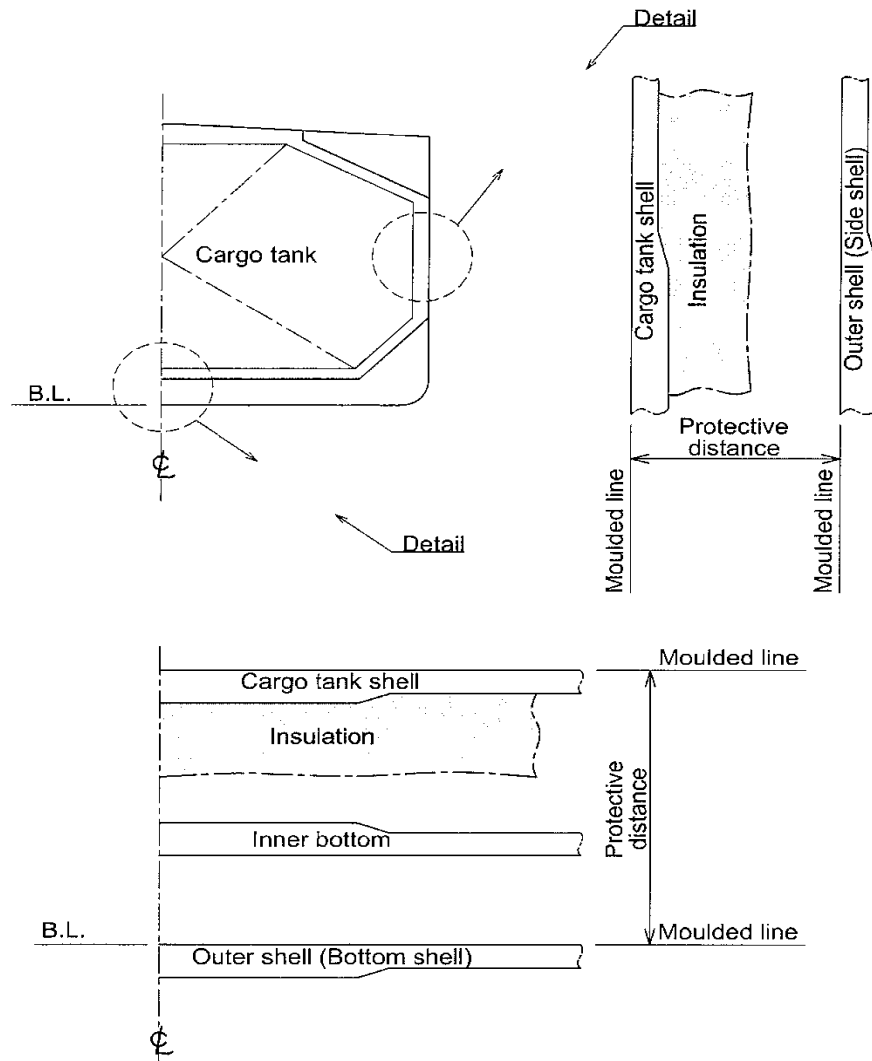 Detail
Cargo tank
B.L.
℄
Detail
Cargo tank shell
Insulation
Outer shell (Side shell)
Protective
distance
Moulded line
Moulded line
Cargo tank shell
Insulation
Inner bottom
B.L.
Outer shell (Bottom shell)
℄
Moulded line
Protective
distance
Moulded line